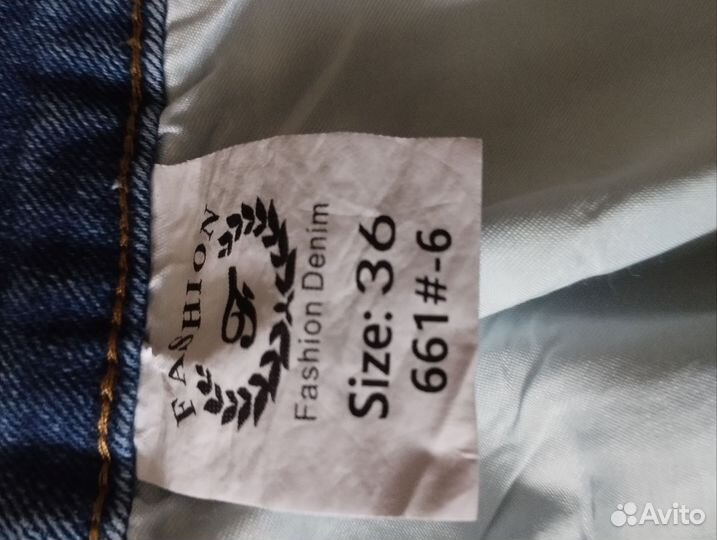 FASHION
F
Fashion Denim
Size: 36
661#-6
Avito